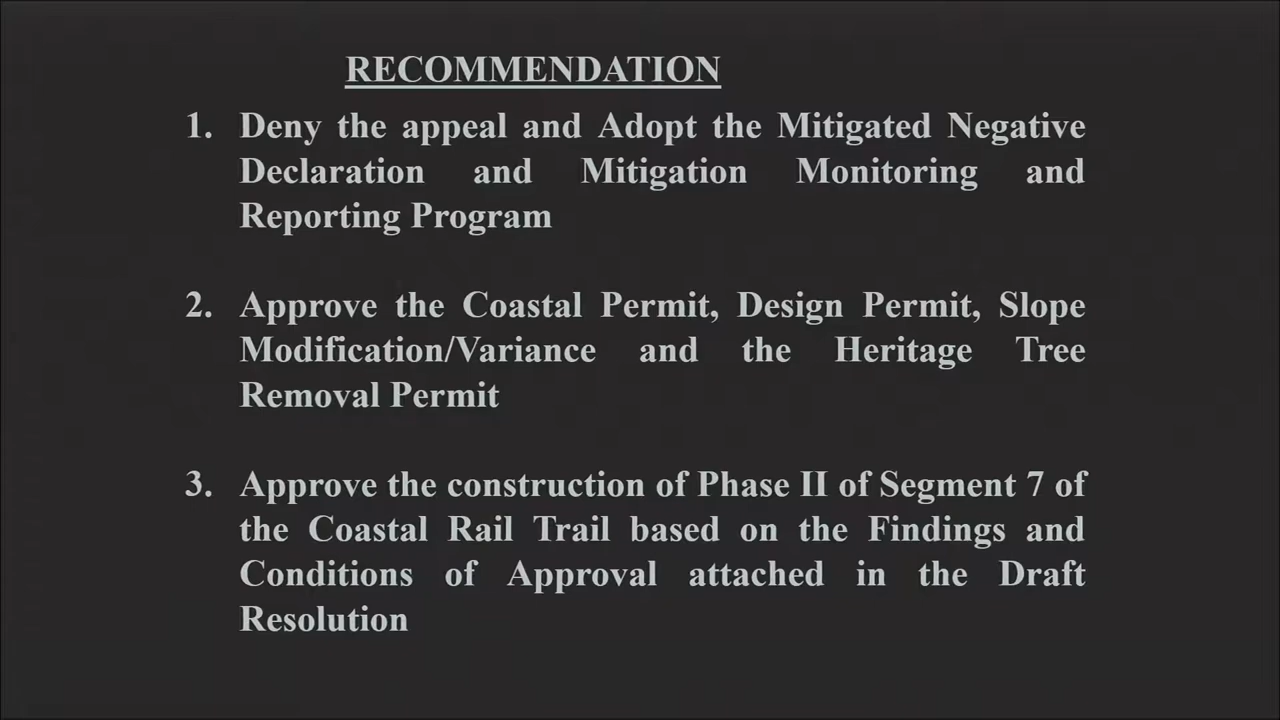 RECOMMENDATION
1. Deny the appeal and Adopt the Mitigated Negative
Declaration and Mitigation Monitoring and
Reporting Program
2. Approve the Coastal Permit, Design Permit, Slope
Modification/Variance and the Heritage Tree
Removal Permit
3. Approve the construction of Phase II of Segment 7 of
the Coastal Rail Trail based on the Findings and
Conditions of Approval attached in the Draft
Resolution